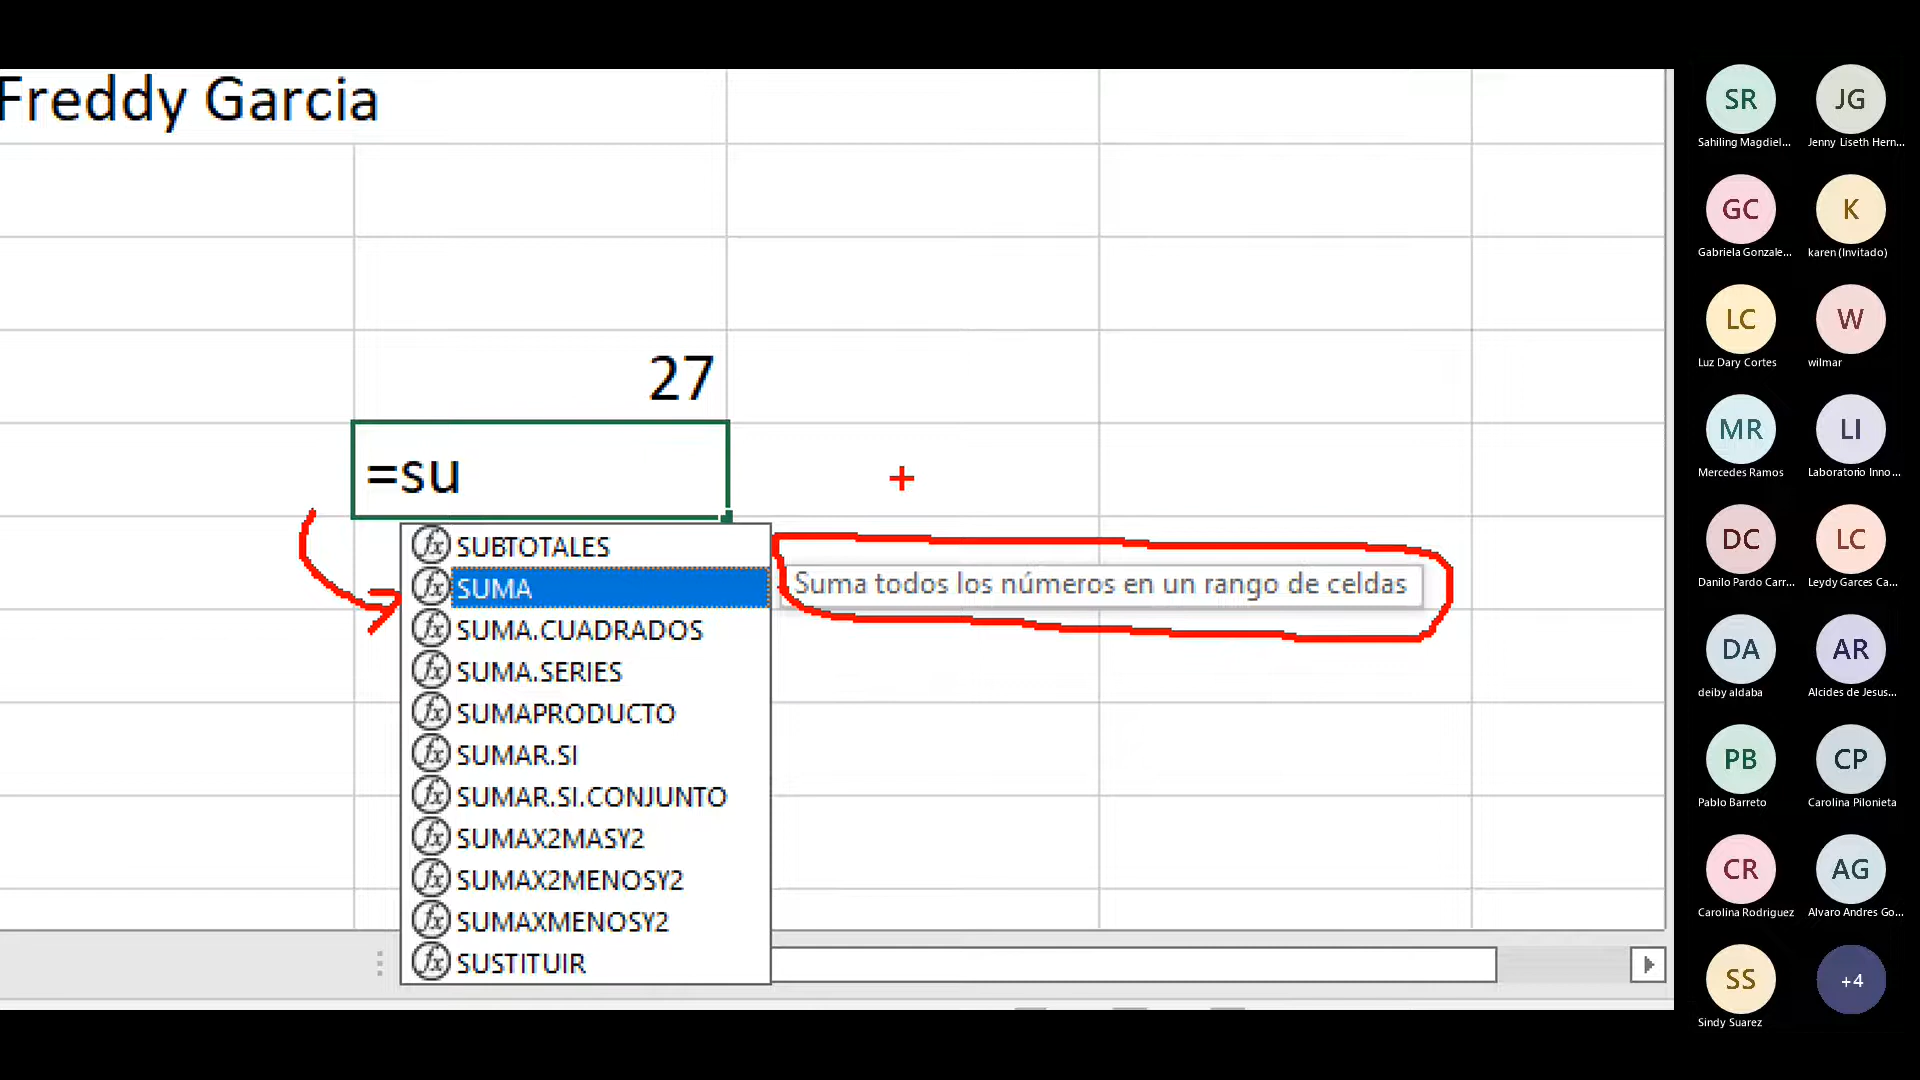 Freddy Garcia
27
=su
SUBTOTALES
SUMA
Suma todos los números en un rango de celdas
SUMA.CUADRADOS
SUMA.SERIES
SUMAPRODUCTO
SUMAR.SI
SUMAR.SI.CONJUNTO
SUMAX2MASY2
SUMAX2MENOSY2
SUMAXMENOSY2
SUSTITUIR
SR
JG
Sahiling Magdiel...
Jenny Liseth Hern...
GC
K
Gabriela Gonzale...
karen (Invitado)
LC
W
Luz Dary Cortes
wilmar
MR
LI
Mercedes Ramos
Laboratorio Inno...
DC
LC
Danilo Pardo Carr...
Leydy Garces Ca...
DA
AR
deiby aldaba
Alcides de Jesus...
PB
CP
Pablo Barreto
Carolina Pilonieta
CR
AG
Carolina Rodriguez
Alvaro Andres Go...
SS
+4
Sindy Suarez